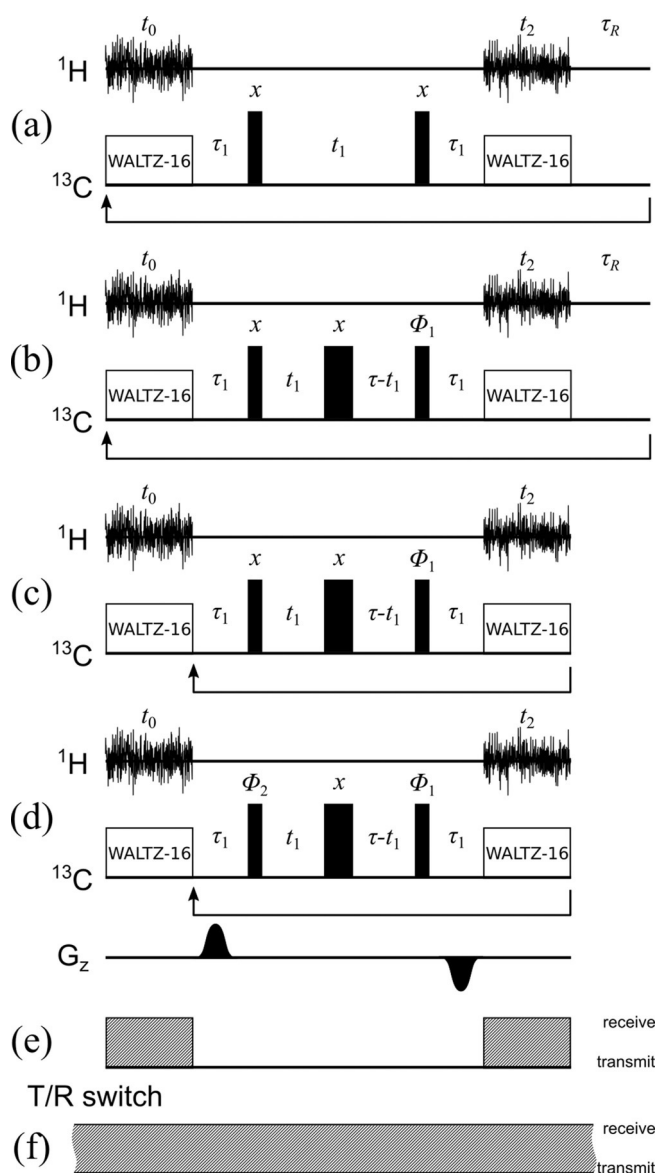 t0 t2 τR
1H
x x
(a)
WALTZ-16 τ1 t1 τ1 WALTZ-16
13C
t0 t2 τR
1H
x x Φ1
(b)
WALTZ-16 τ1 t1 τ-t1 τ1 WALTZ-16
13C
t0 t2
1H
x x Φ1
(c)
WALTZ-16 τ1 t1 τ-t1 τ1 WALTZ-16
13C
t0 t2
1H
Φ2 x Φ1
(d)
WALTZ-16 τ1 t1 τ-t1 τ1 WALTZ-16
13C
Gz
receive
(e)
transmit
T/R switch
receive
(f)
transmit